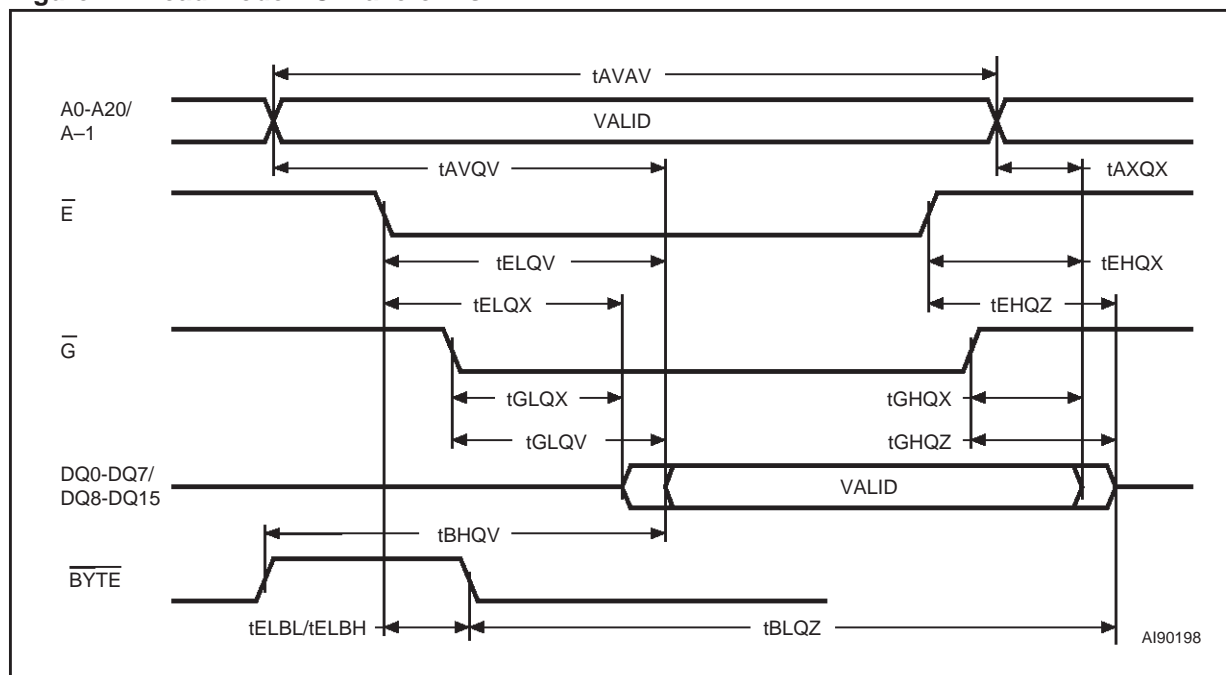 tAVAV
A0-A20/
A–1
VALID
tAVQV
tAXQX
E
tELQV
tEHQX
tELQX
tEHQZ
G
tGLQX
tGHQX
tGLQV
tGHQZ
DQ0-DQ7/
DQ8-DQ15
VALID
tBHQV
BYTE
tELBL/tELBH
tBLQZ
AI90198